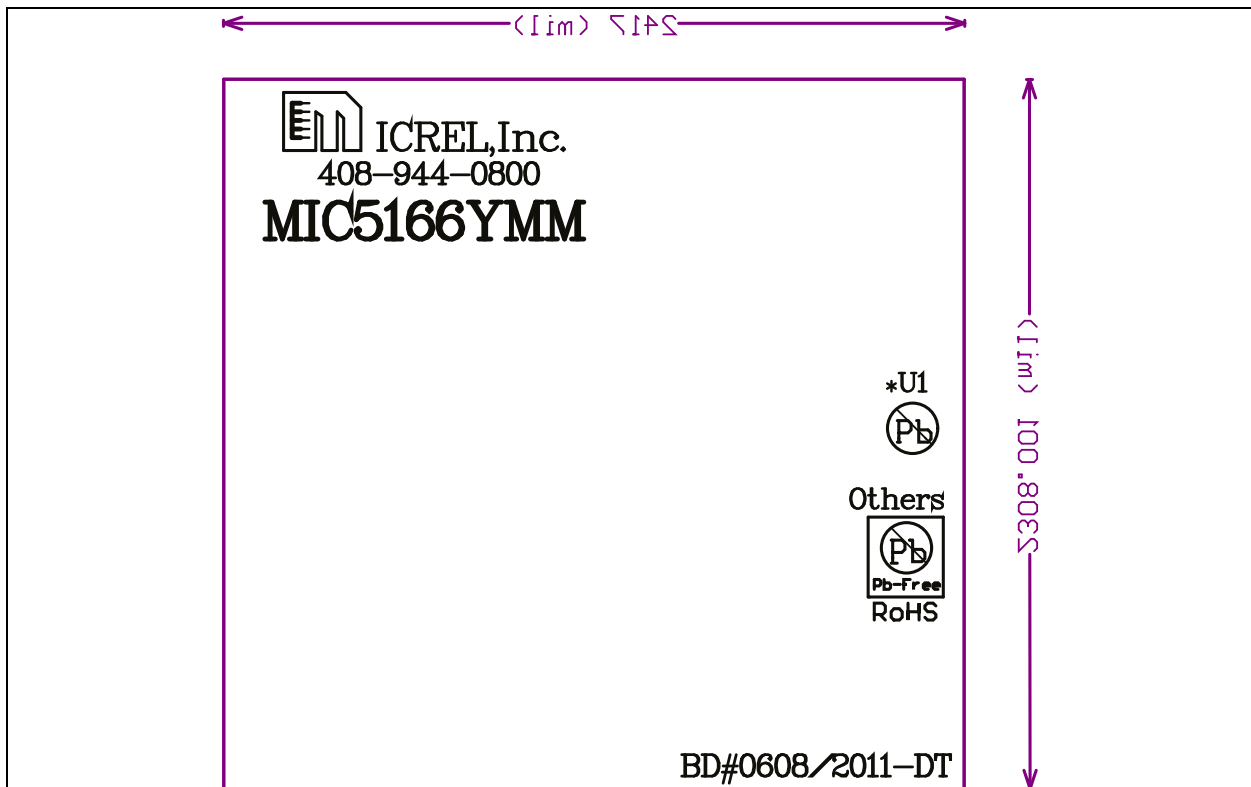 2417 (mil)
ICREL,Inc.
408-944-0800
MIC5166YMM
*U1
Pb
Others
Pb
Pb-Free
RoHS
2308.001 (mil)
BD#0608/2011-DT